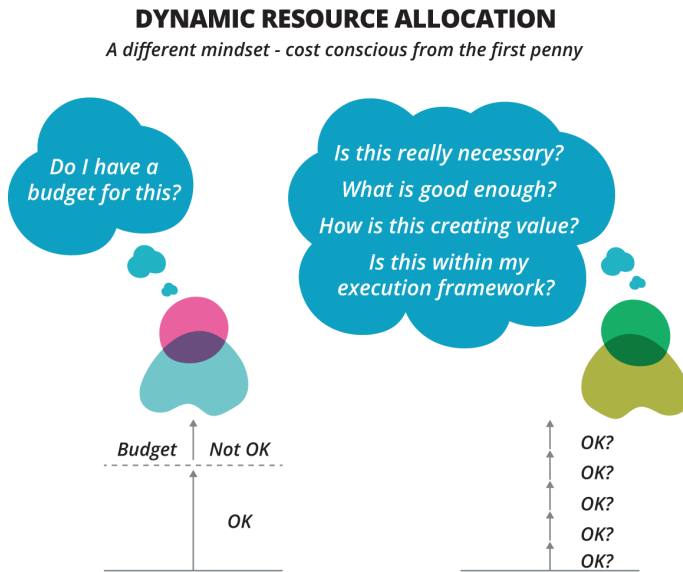 DYNAMIC RESOURCE ALLOCATION
A different mindset - cost conscious from the first penny
Do I have a
budget for this?
Is this really necessary?
What is good enough?
How is this creating value?
Is this within my
execution framework?
Budget
Not OK
OK
OK?
OK?
OK?
OK?
OK?